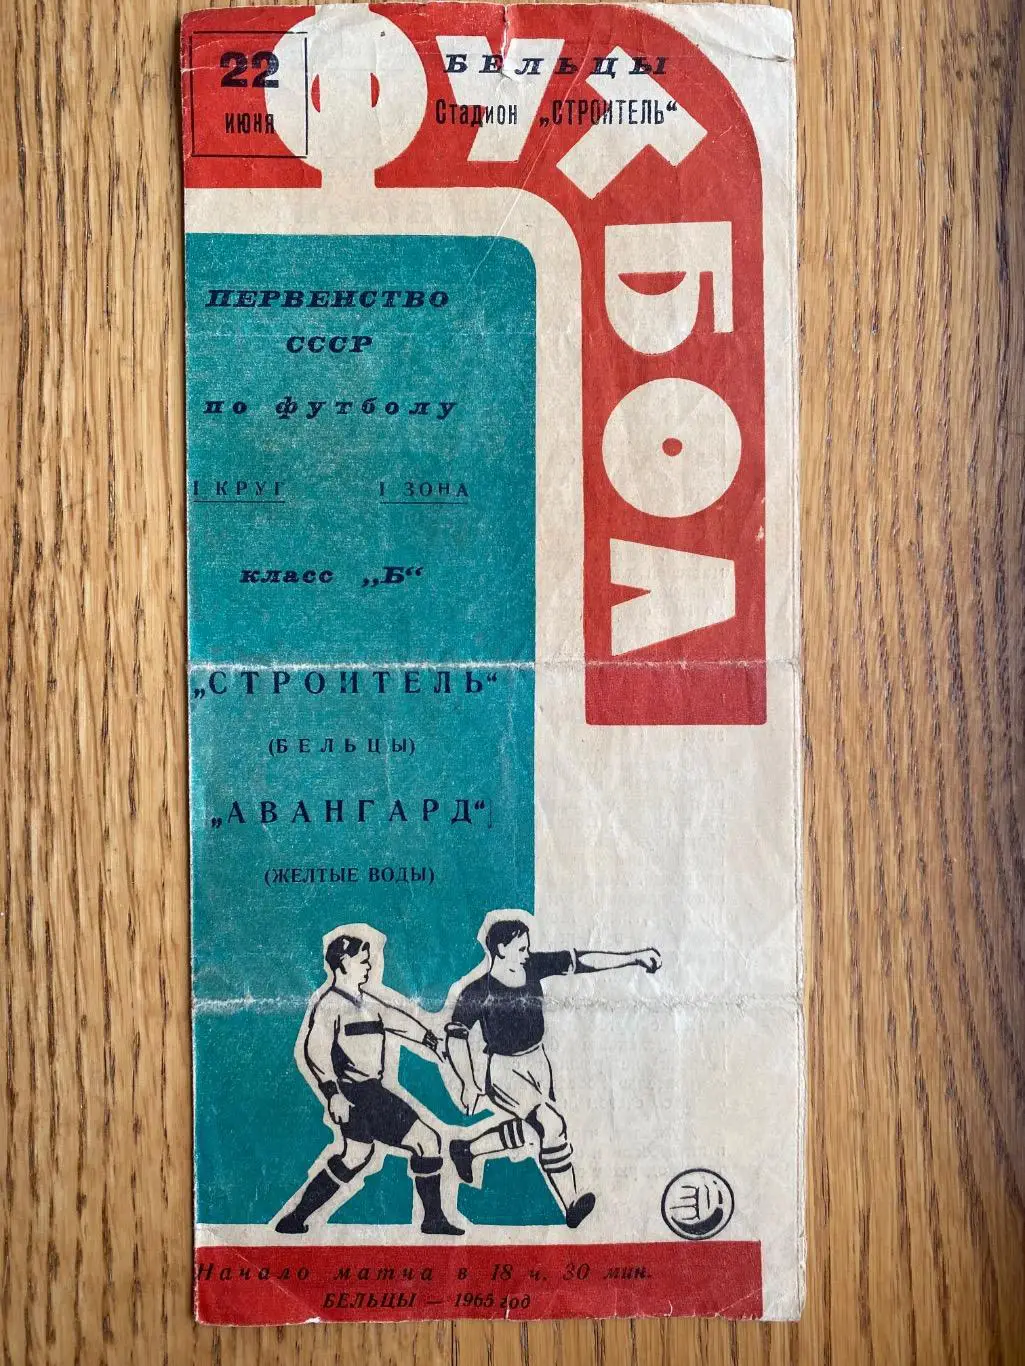 ФУТБОЛ
22
ИЮНЯ
БЕЛЬЦЫ
Стадион „СТРОИТЕЛЬ“
ПЕРВЕНСТВО
СССР
по футболу
I КРУГ I ЗОНА
класс „Б“
„СТРОИТЕЛЬ“
(БЕЛЬЦЫ)
„АВАНГАРД“
(ЖЕЛТЫЕ ВОДЫ)
Начало матча в 18 ч. 30 мин.
БЕЛЬЦЫ — 1965 год